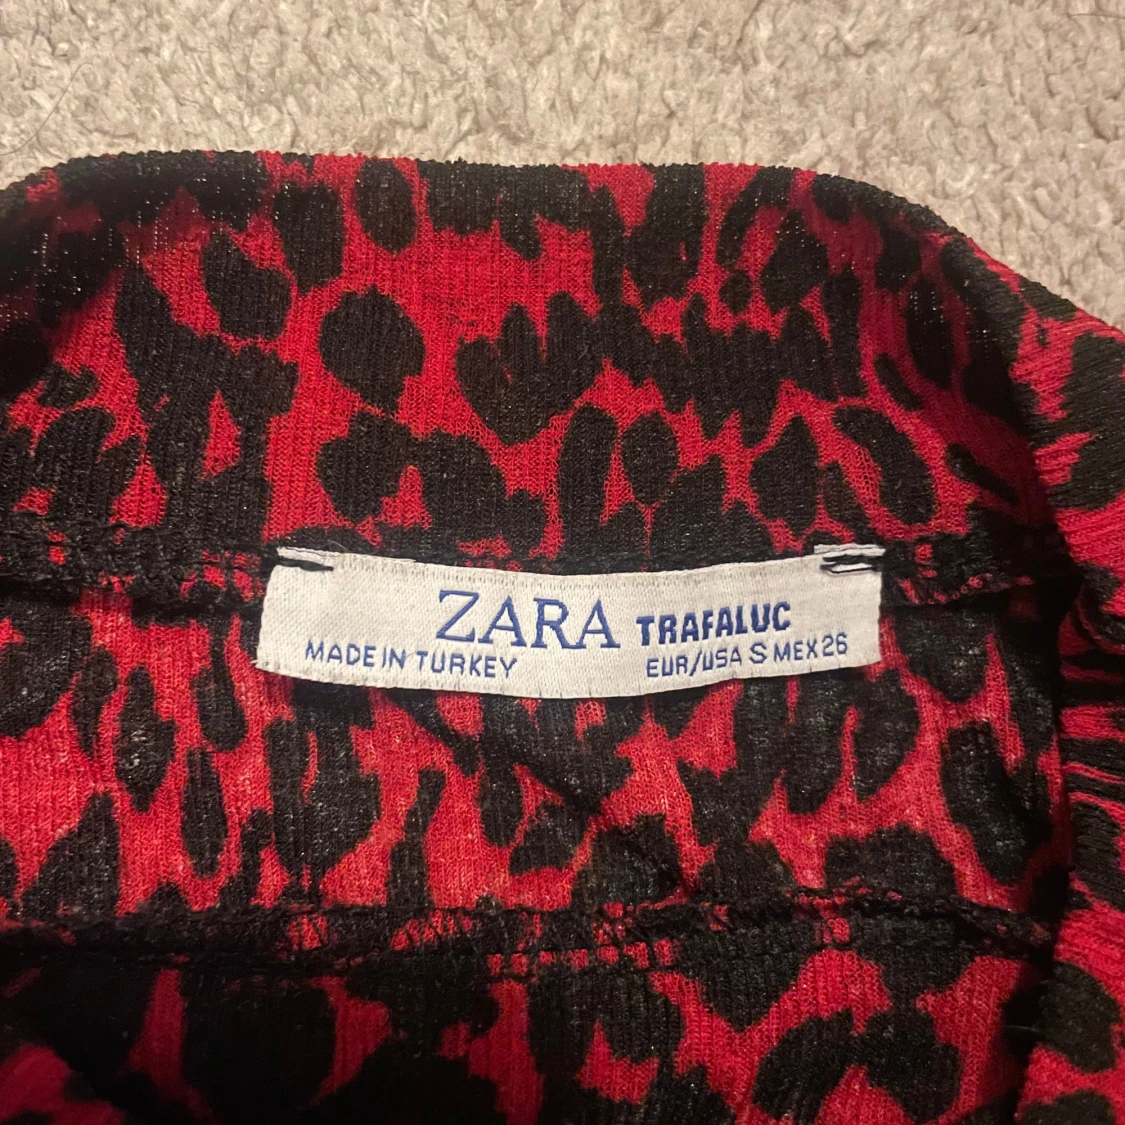 ZARA TRAFALUC
MADE IN TURKEY EUR/USA S MEX 26